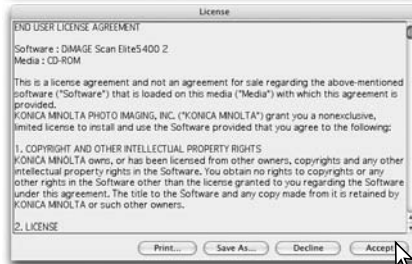 License
END USER LICENSE AGREEMENT
Software : DiMAGE Scan Elite5400 2
Media : CD-ROM
This is a license agreement and not an agreement for sale regarding the above-mentioned
software ("Software") that is loaded on this media ("Media") with which this agreement is
provided.
KONICA MINOLTA PHOTO IMAGING, INC. ("KONICA MINOLTA") grant you a nonexclusive,
limited license to install and use the Software provided that you agree to the following:
1. COPYRIGHT AND OTHER INTELLECTUAL PROPERTY RIGHTS
KONICA MINOLTA owns, or has been licensed from other owners, copyrights and any other
intellectual property rights in the Software. You obtain no rights to copyrights or any
other rights in the Software other than the license granted to you regarding the Software
under this agreement. The title to the Software and any copy made from it is retained by
KONICA MINOLTA or such other owners.
2. LICENSE
Print... Save As... Decline Accept